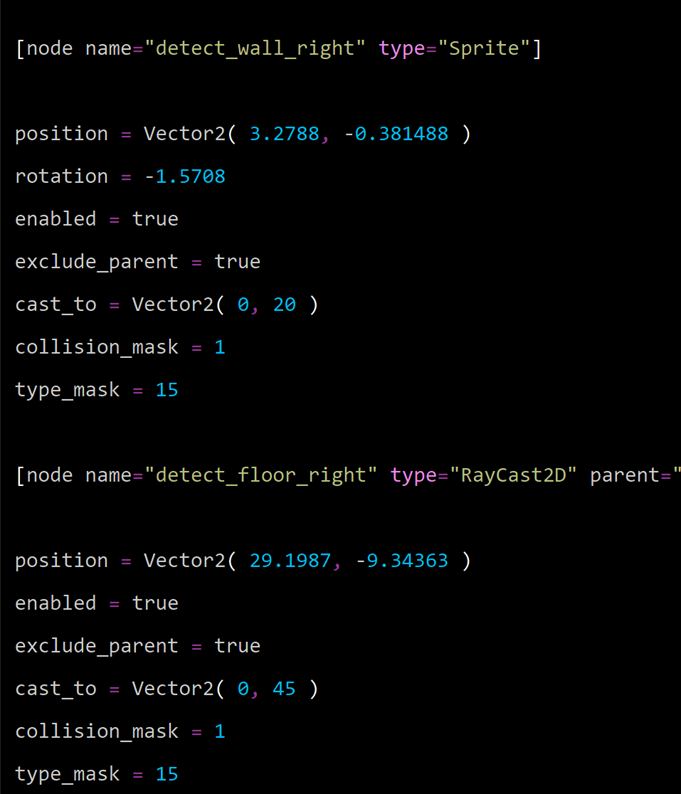 [node name="detect_wall_right" type="Sprite"]
position = Vector2( 3.2788, -0.381488 )
rotation = -1.5708
enabled = true
exclude_parent = true
cast_to = Vector2( 0, 20 )
collision_mask = 1
type_mask = 15
[node name="detect_floor_right" type="RayCast2D" parent="
position = Vector2( 29.1987, -9.34363 )
enabled = true
exclude_parent = true
cast_to = Vector2( 0, 45 )
collision_mask = 1
type_mask = 15